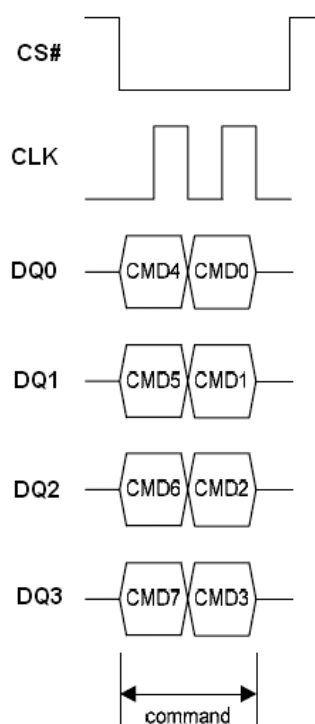 CS#
CLK
DQ0 CMD4 CMD0
DQ1 CMD5 CMD1
DQ2 CMD6 CMD2
DQ3 CMD7 CMD3
command